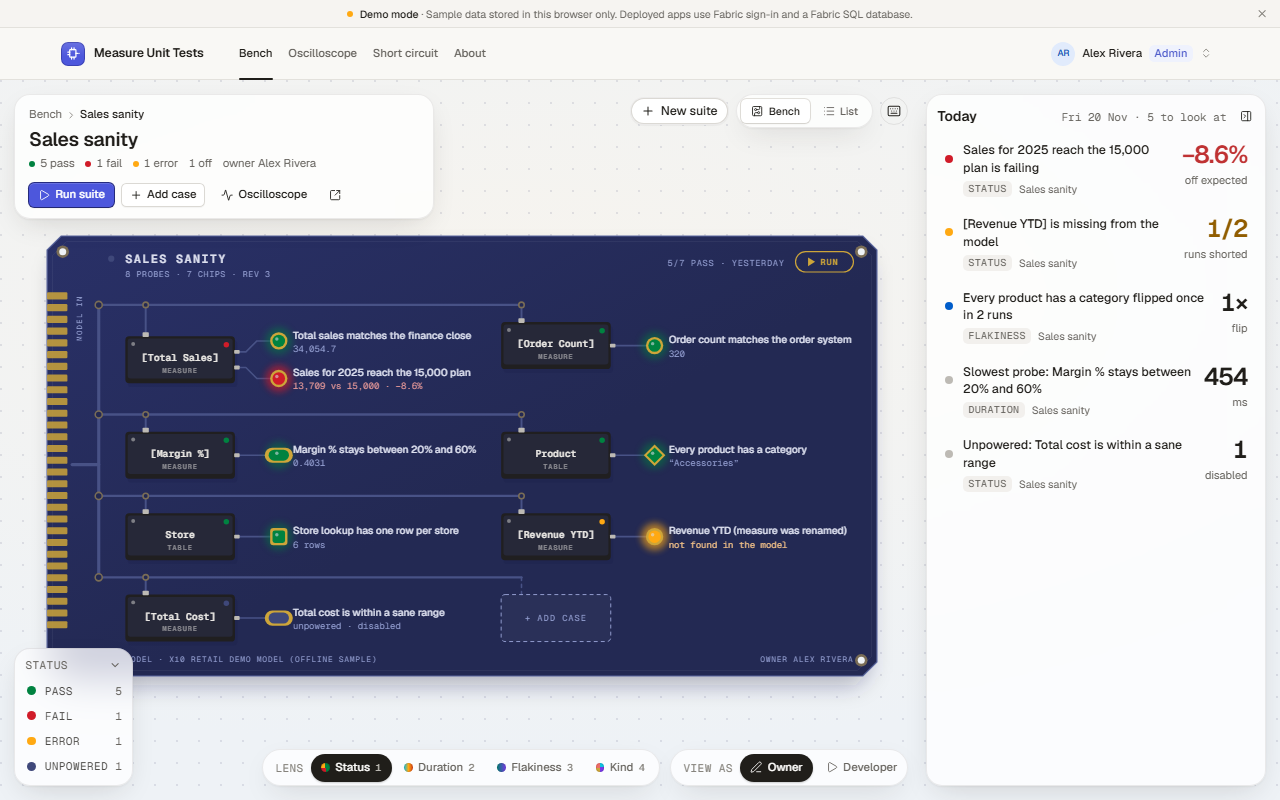 Demo mode · Sample data stored in this browser only. Deployed apps use Fabric sign-in and a Fabric SQL database.
Measure Unit Tests
Bench
Oscilloscope
Short circuit
About
AR
Alex Rivera
Admin
Bench > Sales sanity
Sales sanity
5 pass 1 fail 1 error 1 off owner Alex Rivera
Run suite
Add case
Oscilloscope
New suite
Bench
List
SALES SANITY
8 PROBES · 7 CHIPS · REV 3
5/7 PASS · YESTERDAY
RUN
MODEL IN
[Total Sales]
MEASURE
Total sales matches the finance close
34,054.7
Sales for 2025 reach the 15,000 plan
13,709 vs 15,000 · −8.6%
[Order Count]
MEASURE
Order count matches the order system
320
[Margin %]
MEASURE
Margin % stays between 20% and 60%
0.4031
Product
TABLE
Every product has a category
"Accessories"
Store
TABLE
Store lookup has one row per store
6 rows
[Revenue YTD]
MEASURE
Revenue YTD (measure was renamed)
not found in the model
[Total Cost]
MEASURE
Total cost is within a sane range
unpowered · disabled
+ ADD CASE
ODEL · X10 RETAIL DEMO MODEL (OFFLINE SAMPLE)
OWNER ALEX RIVERA
STATUS
PASS 5
FAIL 1
ERROR 1
UNPOWERED 1
LENS
Status 1
Duration 2
Flakiness 3
Kind 4
VIEW AS
Owner
Developer
Today
Fri 20 Nov · 5 to look at
Sales for 2025 reach the 15,000
plan is failing
STATUS Sales sanity
−8.6%
off expected
[Revenue YTD] is missing from the
model
STATUS Sales sanity
1/2
runs shorted
Every product has a category flipped once
in 2 runs
FLAKINESS Sales sanity
1×
flip
Slowest probe: Margin % stays between
20% and 60%
DURATION Sales sanity
454
ms
Unpowered: Total cost is within a sane
range
STATUS Sales sanity
1
disabled